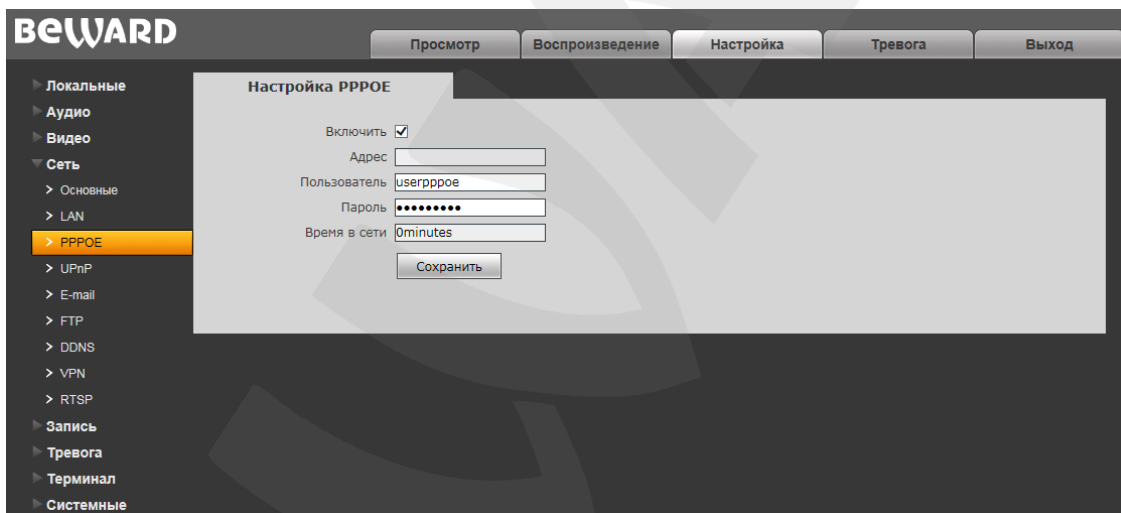 BEWARD
Просмотр Воспроизведение Настройка Тревога Выход
Локальные
Аудио
Видео
Сеть
> Основные
> LAN
> PPPOE
> UPnP
> E-mail
> FTP
> DDNS
> VPN
> RTSP
Запись
Тревога
Терминал
Системные
Настройка PPPOE
Включить
Адрес
Пользователь userpppoe
Пароль •••••••••
Время в сети 0minutes
Сохранить